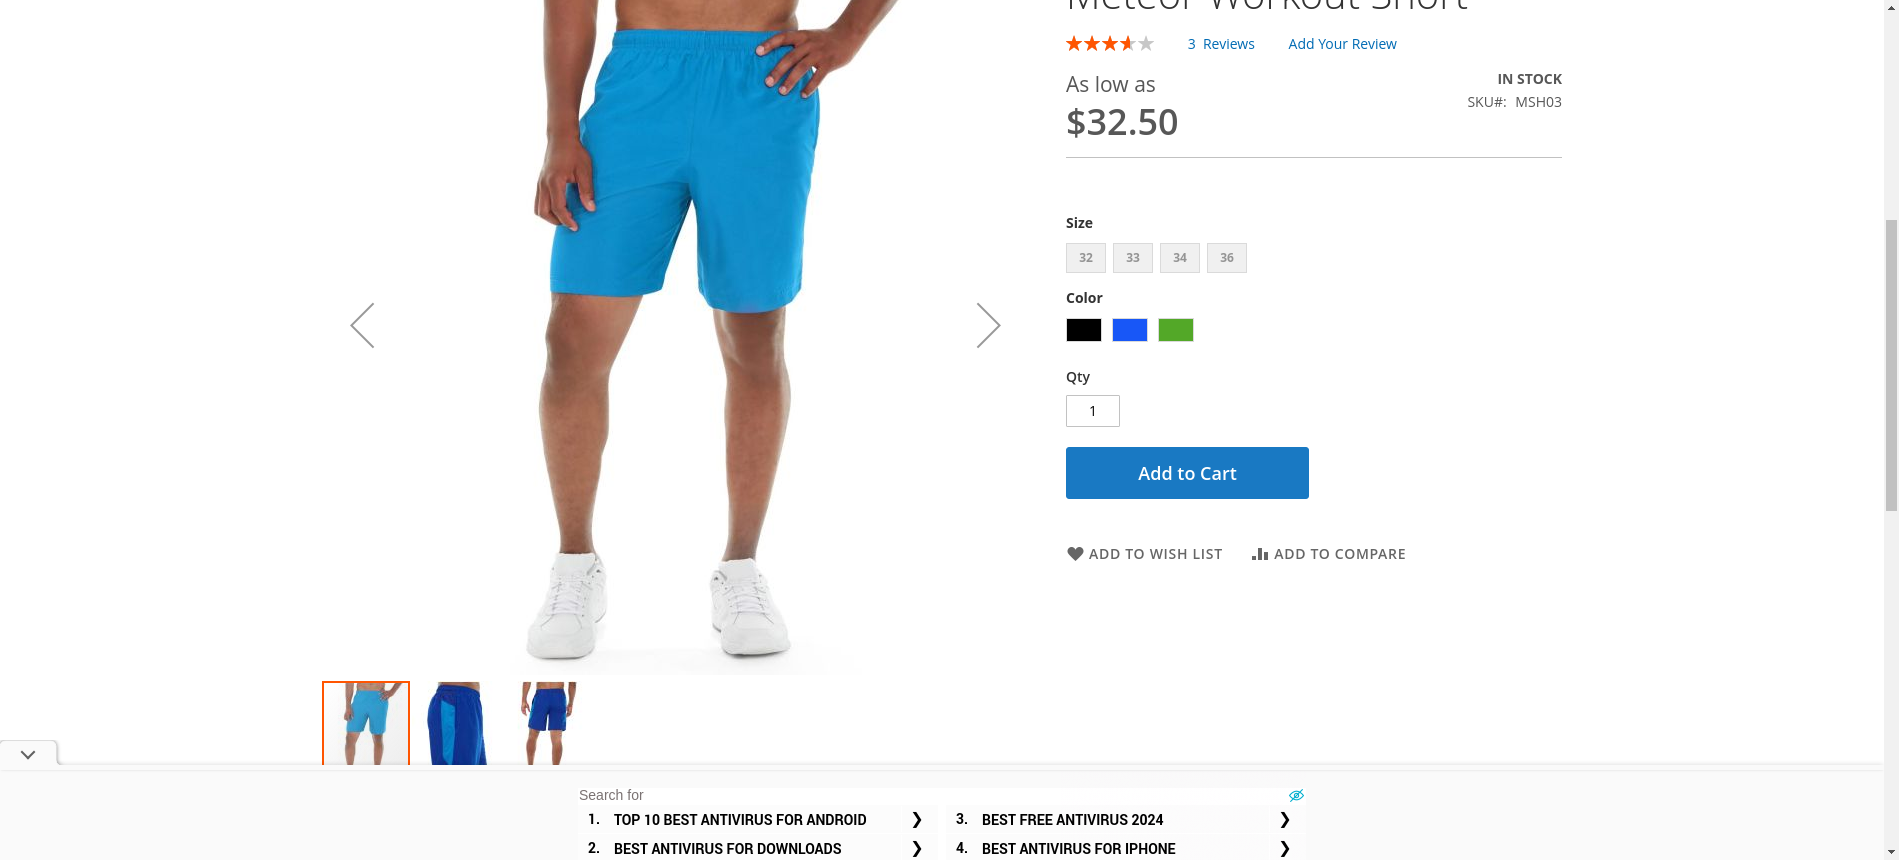 Meteor Workout Short
3 Reviews Add Your Review
As low as
IN STOCK
$32.50
SKU#: MSH03
Size
32 33 34 36
Color
Qty
1
Add to Cart
ADD TO WISH LIST ADD TO COMPARE
Search for
1. TOP 10 BEST ANTIVIRUS FOR ANDROID
2. BEST ANTIVIRUS FOR DOWNLOADS
3. BEST FREE ANTIVIRUS 2024
4. BEST ANTIVIRUS FOR IPHONE